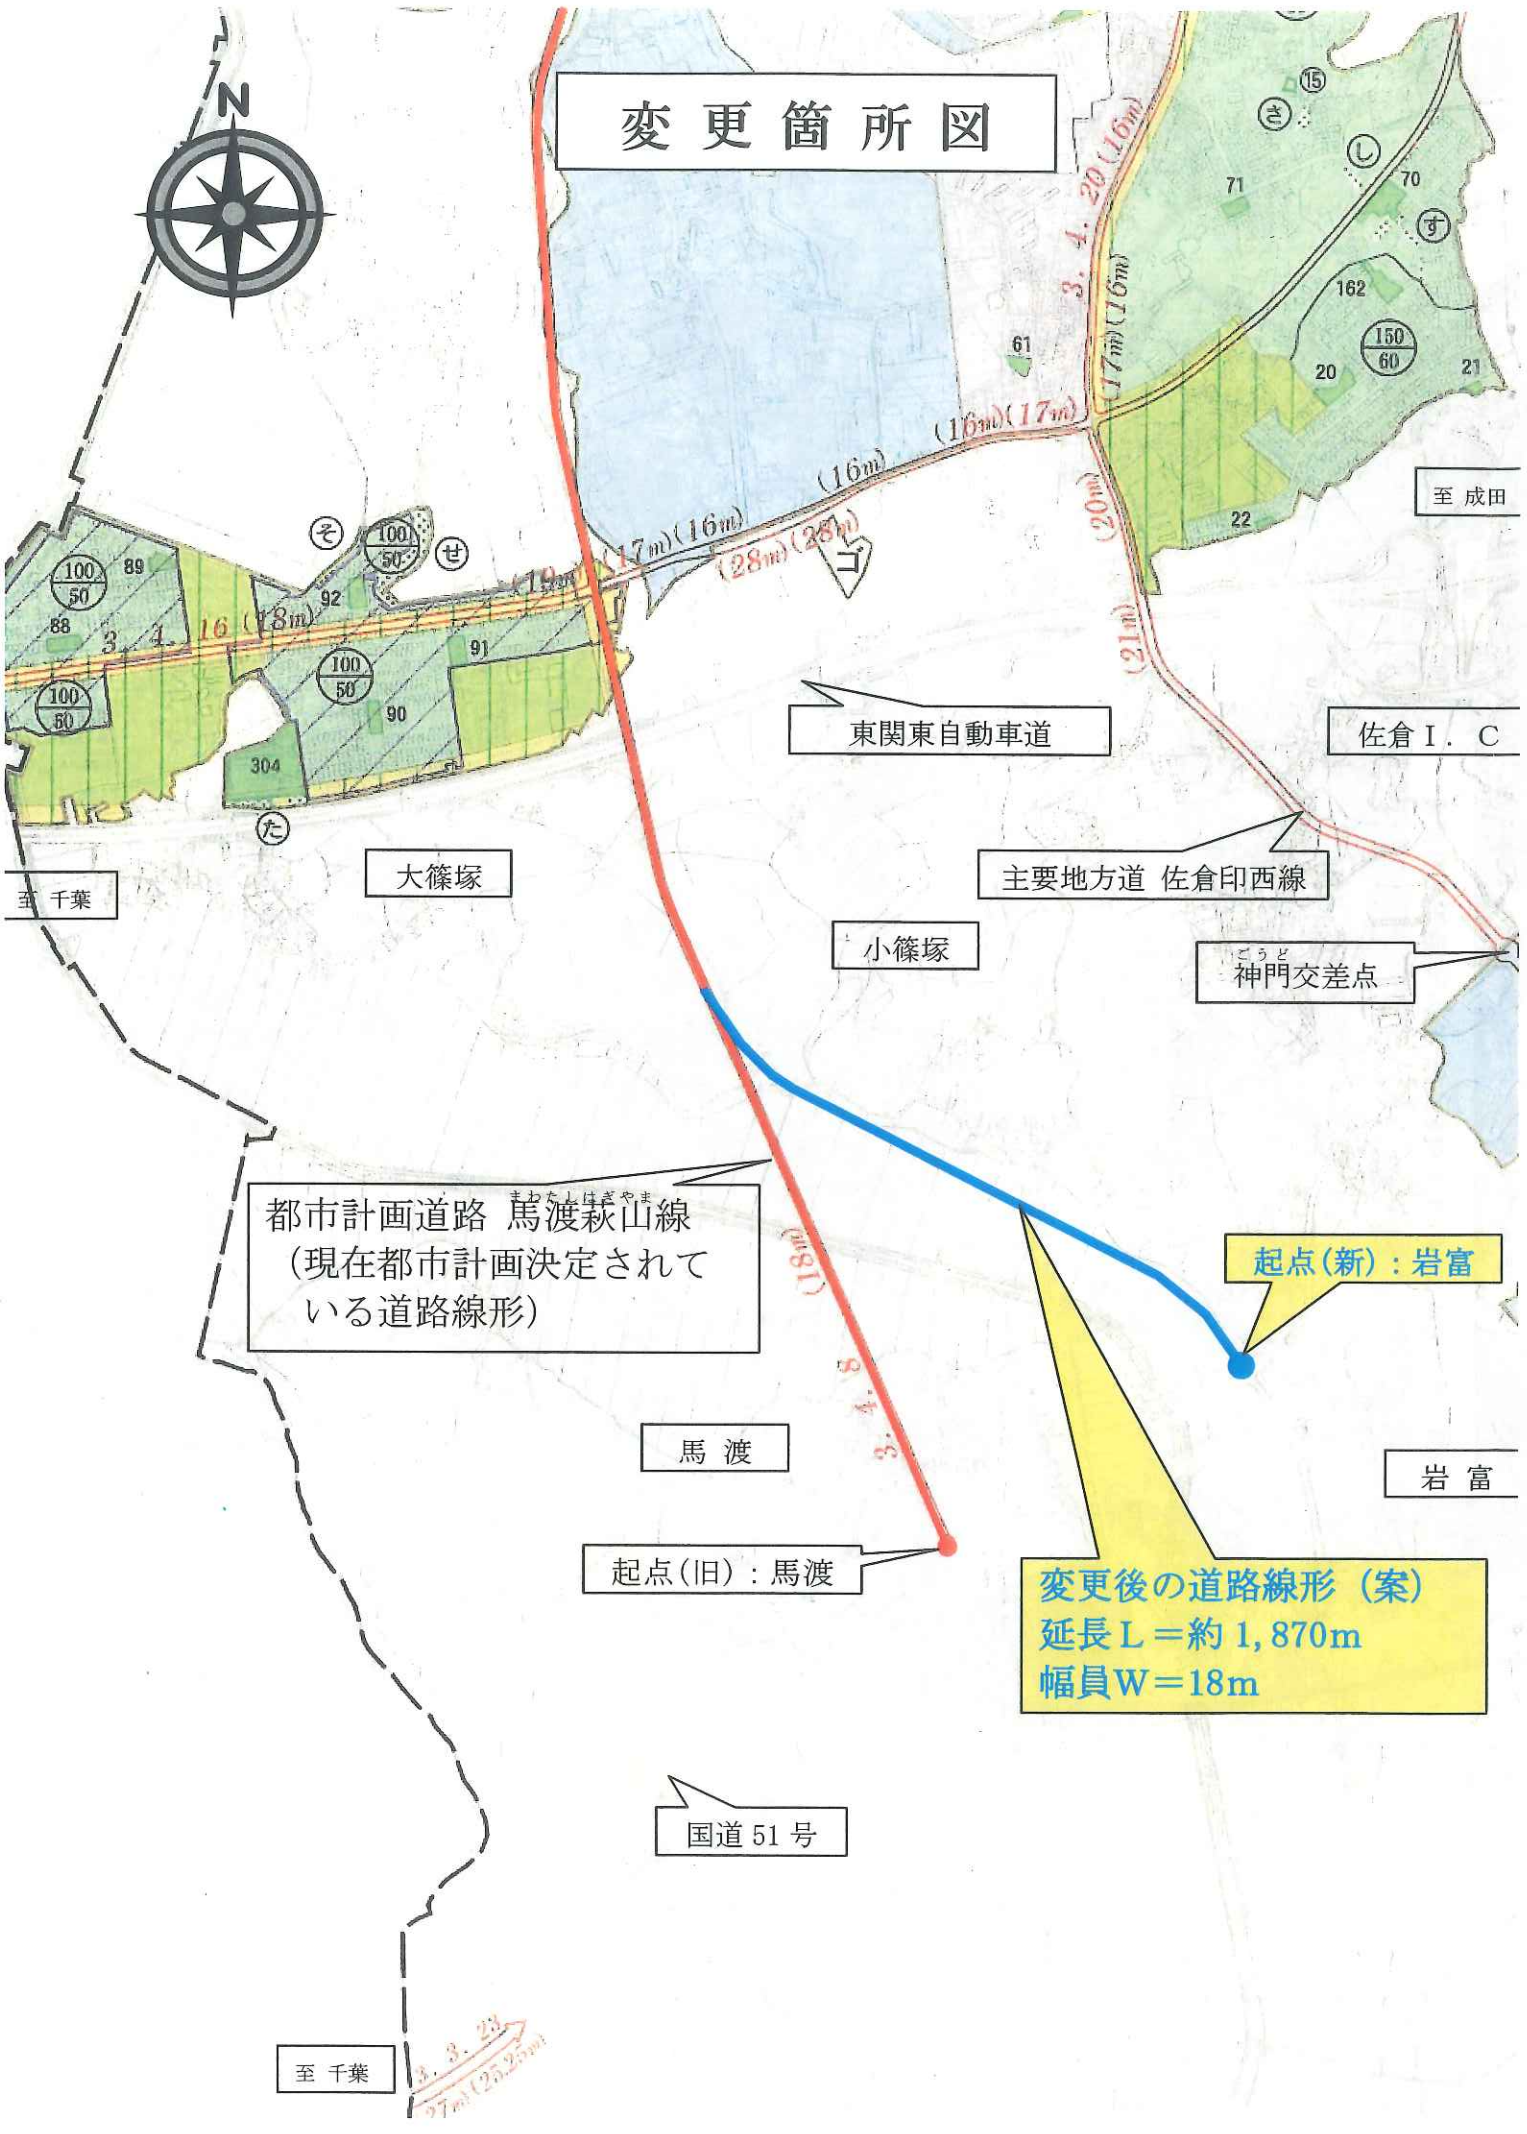 N
変更箇所図
3. 4. 20 (16m)
(17m)(16m)
⑮
さ
し
す
71
70
162
150
60
61
20
21
22
(16m)(17m)
(16m)
(17m)(16m)
(28m)(28m)
ゴ
(20m)
(21m)
至 成田
そ
せ
100
50
100
50
89
92
88
3. 4. 16 (18m)
91
100
50
100
50
90
304
た
東関東自動車道
佐倉Ｉ．Ｃ
大篠塚
主要地方道 佐倉印西線
至 千葉
小篠塚
ごうど
神門交差点
まわたしはぎやま
都市計画道路 馬渡萩山線
（現在都市計画決定されて
いる道路線形）
(18m)
3. 4. 8
起点(新)：岩富
馬 渡
岩 富
起点(旧)：馬渡
変更後の道路線形（案）
延長Ｌ＝約 1,870m
幅員W＝18m
国道 51 号
至 千葉
3. 3. 23
27m)(25.25m)